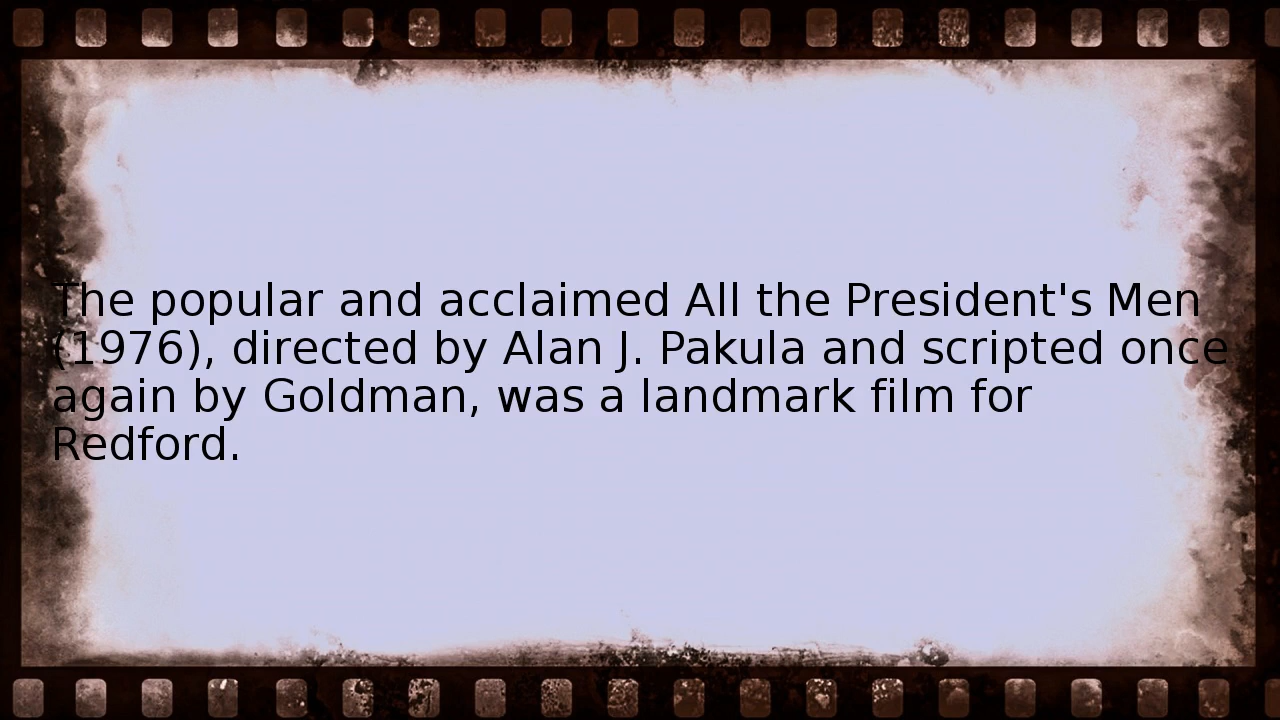 The popular and acclaimed All the President's Men
(1976), directed by Alan J. Pakula and scripted once
again by Goldman, was a landmark film for
Redford.